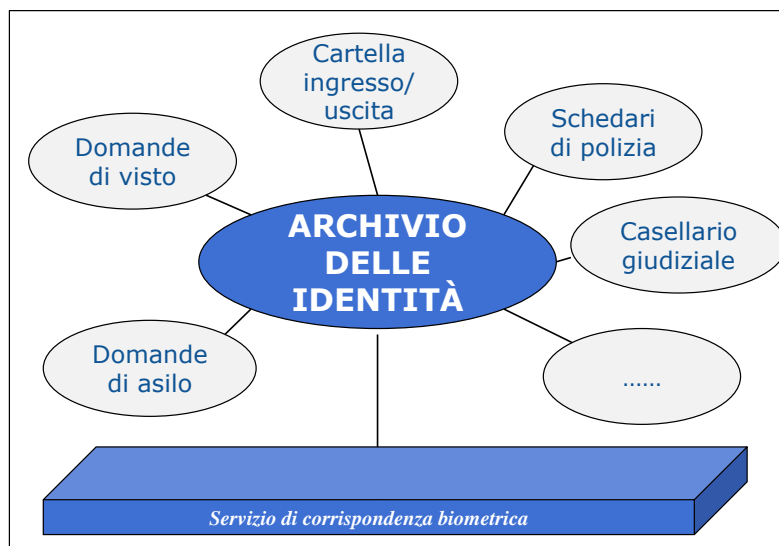 Cartella
ingresso/
uscita
Schedari
di polizia
Domande
di visto
ARCHIVIO
DELLE
IDENTITÀ
Casellario
giudiziale
Domande
di asilo
......
Servizio di corrispondenza biometrica